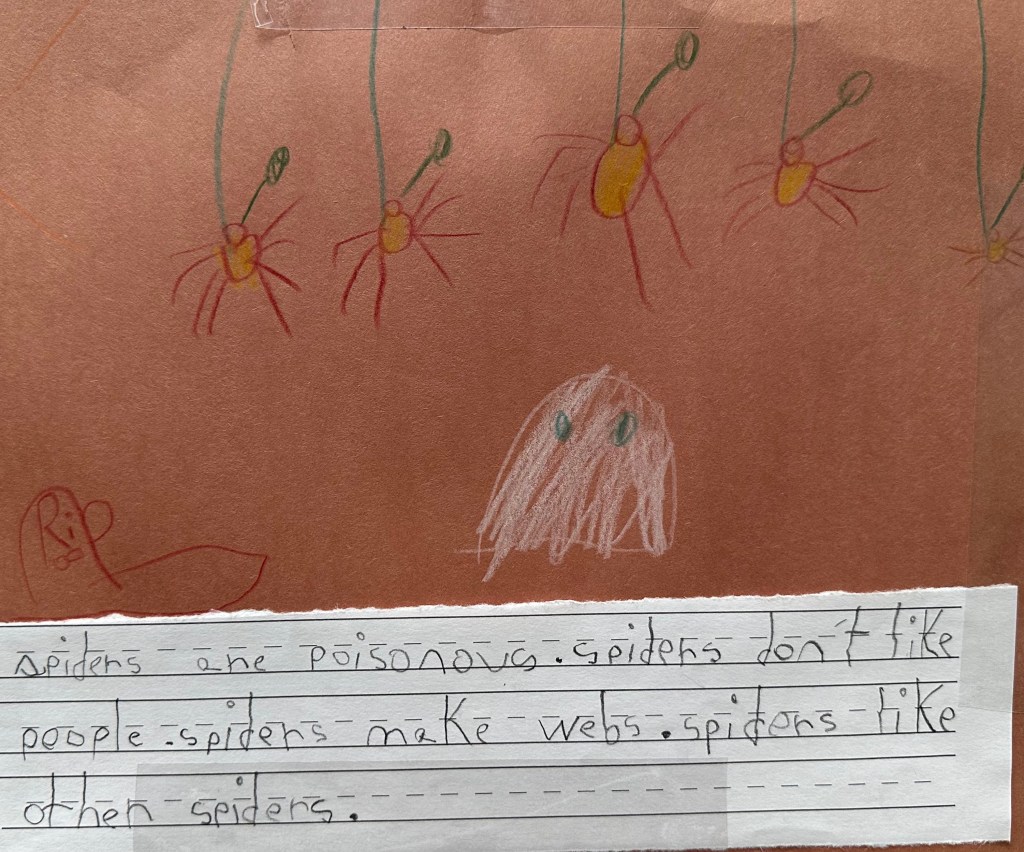 RiP
spiders are poisonous. spiders don't like
people. spiders make webs. spiders like
other spiders.